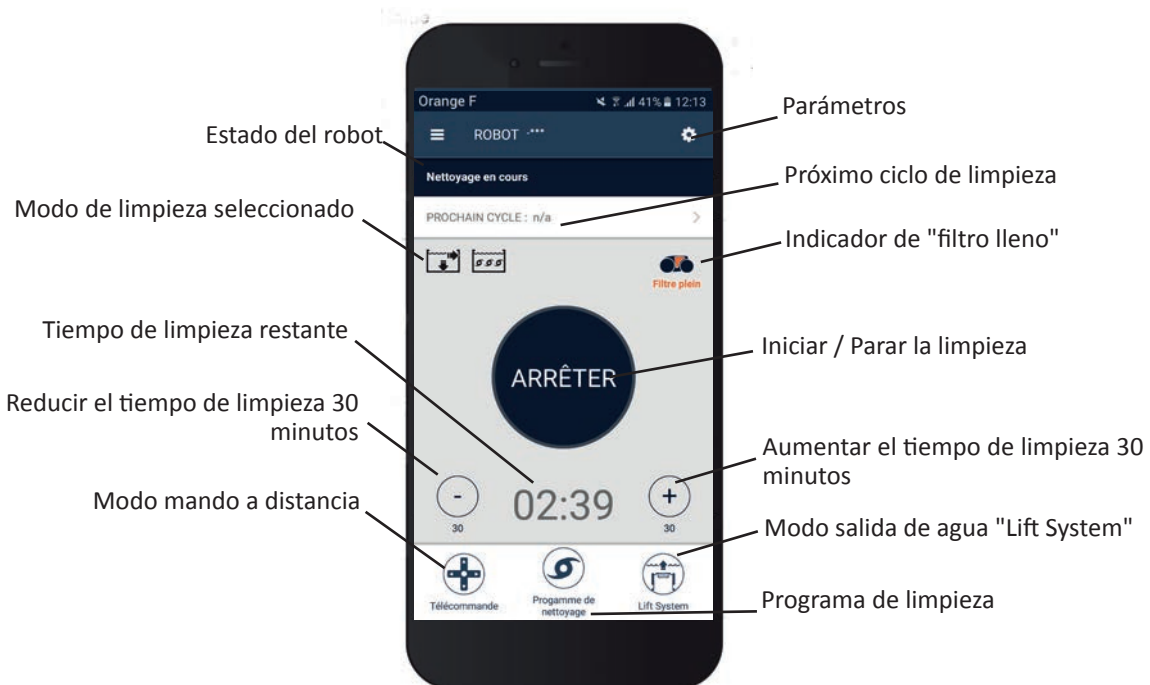 Orange F 41% 12:13
Parámetros
Estado del robot
ROBOT -***
Nettoyage en cours
Próximo ciclo de limpieza
Modo de limpieza seleccionado
PROCHAIN CYCLE : n/a
Indicador de "filtro lleno"
Filtre plein
Tiempo de limpieza restante
Iniciar / Parar la limpieza
ARRÊTER
Reducir el tiempo de limpieza 30
minutos
Aumentar el tiempo de limpieza 30
minutos
- 02:39 +
30 30
Modo mando a distancia
Modo salida de agua "Lift System"
Télécommande
Progamme de
nettoyage
Lift System
Programa de limpieza